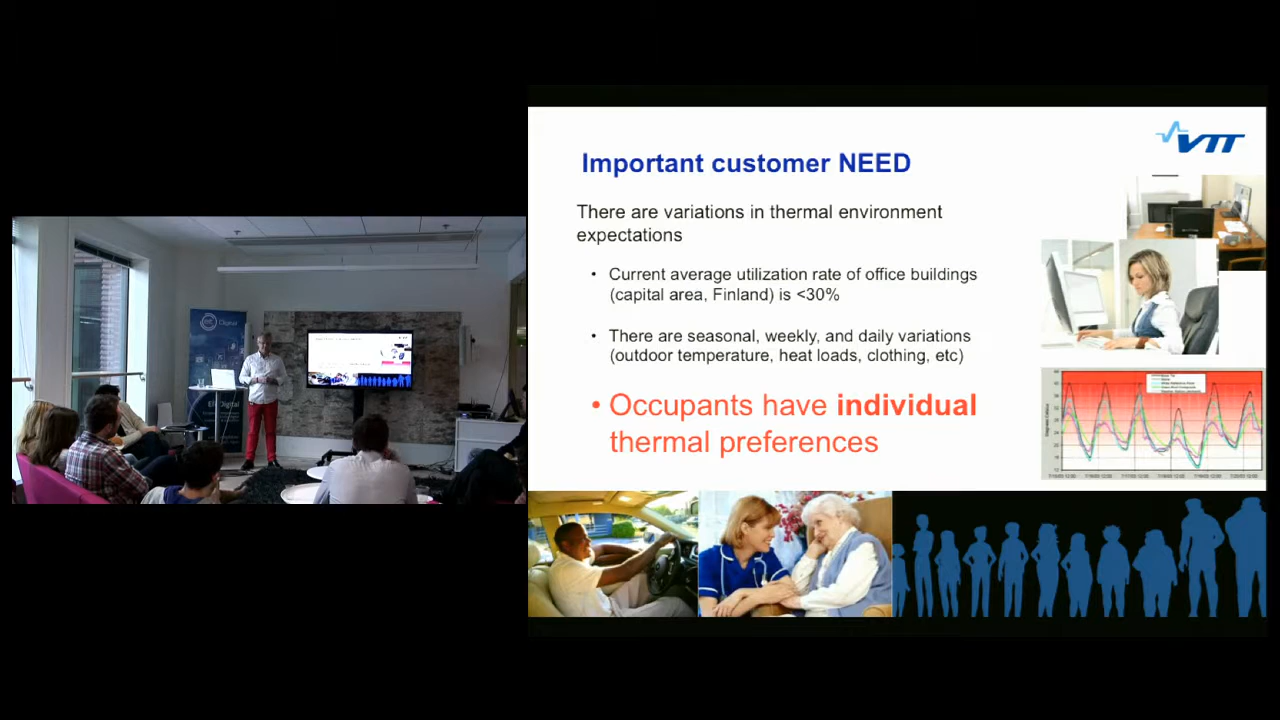 VTT
Important customer NEED
There are variations in thermal environment
expectations
• Current average utilization rate of office buildings
(capital area, Finland) is <30%
• There are seasonal, weekly, and daily variations
(outdoor temperature, heat loads, clothing, etc)
• Occupants have individual
thermal preferences
eit Digital